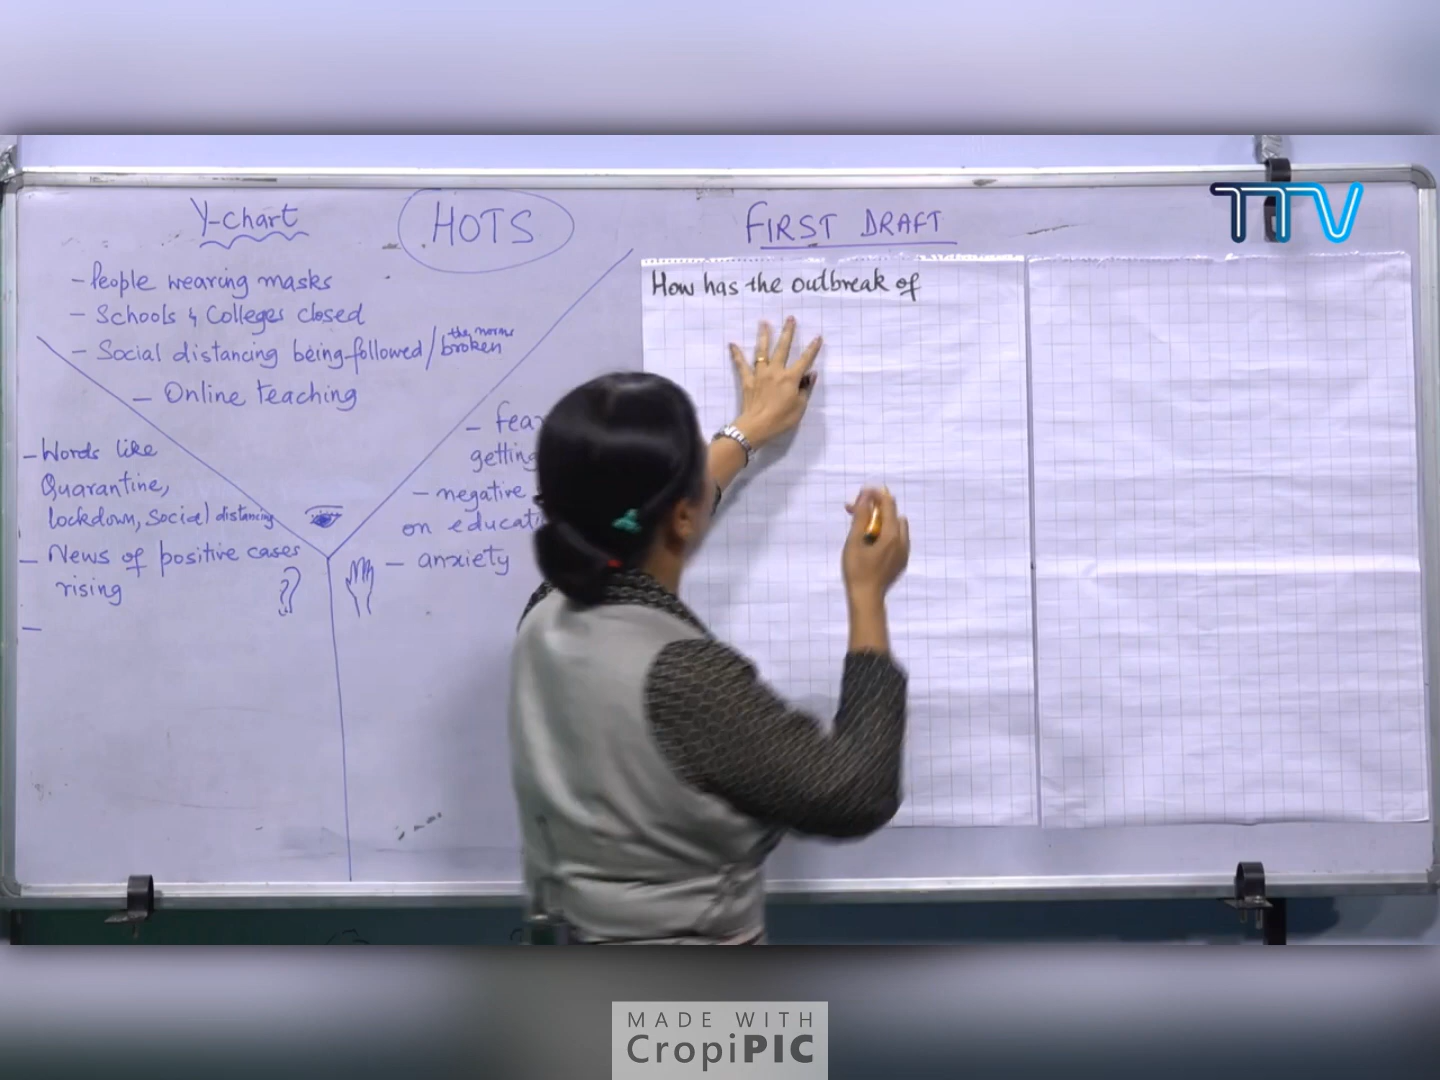 Y-chart
HOTS
FIRST DRAFT
TTV
- People wearing masks
- Schools & Colleges closed
- Social distancing being followed/ the norms broken
- Online teaching
- Words like
Quarantine,
lockdown, Social distancing
- News of positive cases
rising
-
- fear
getting
- negative
on educati
- anxiety
How has the outbreak of
MADE WITH
CropiPIC